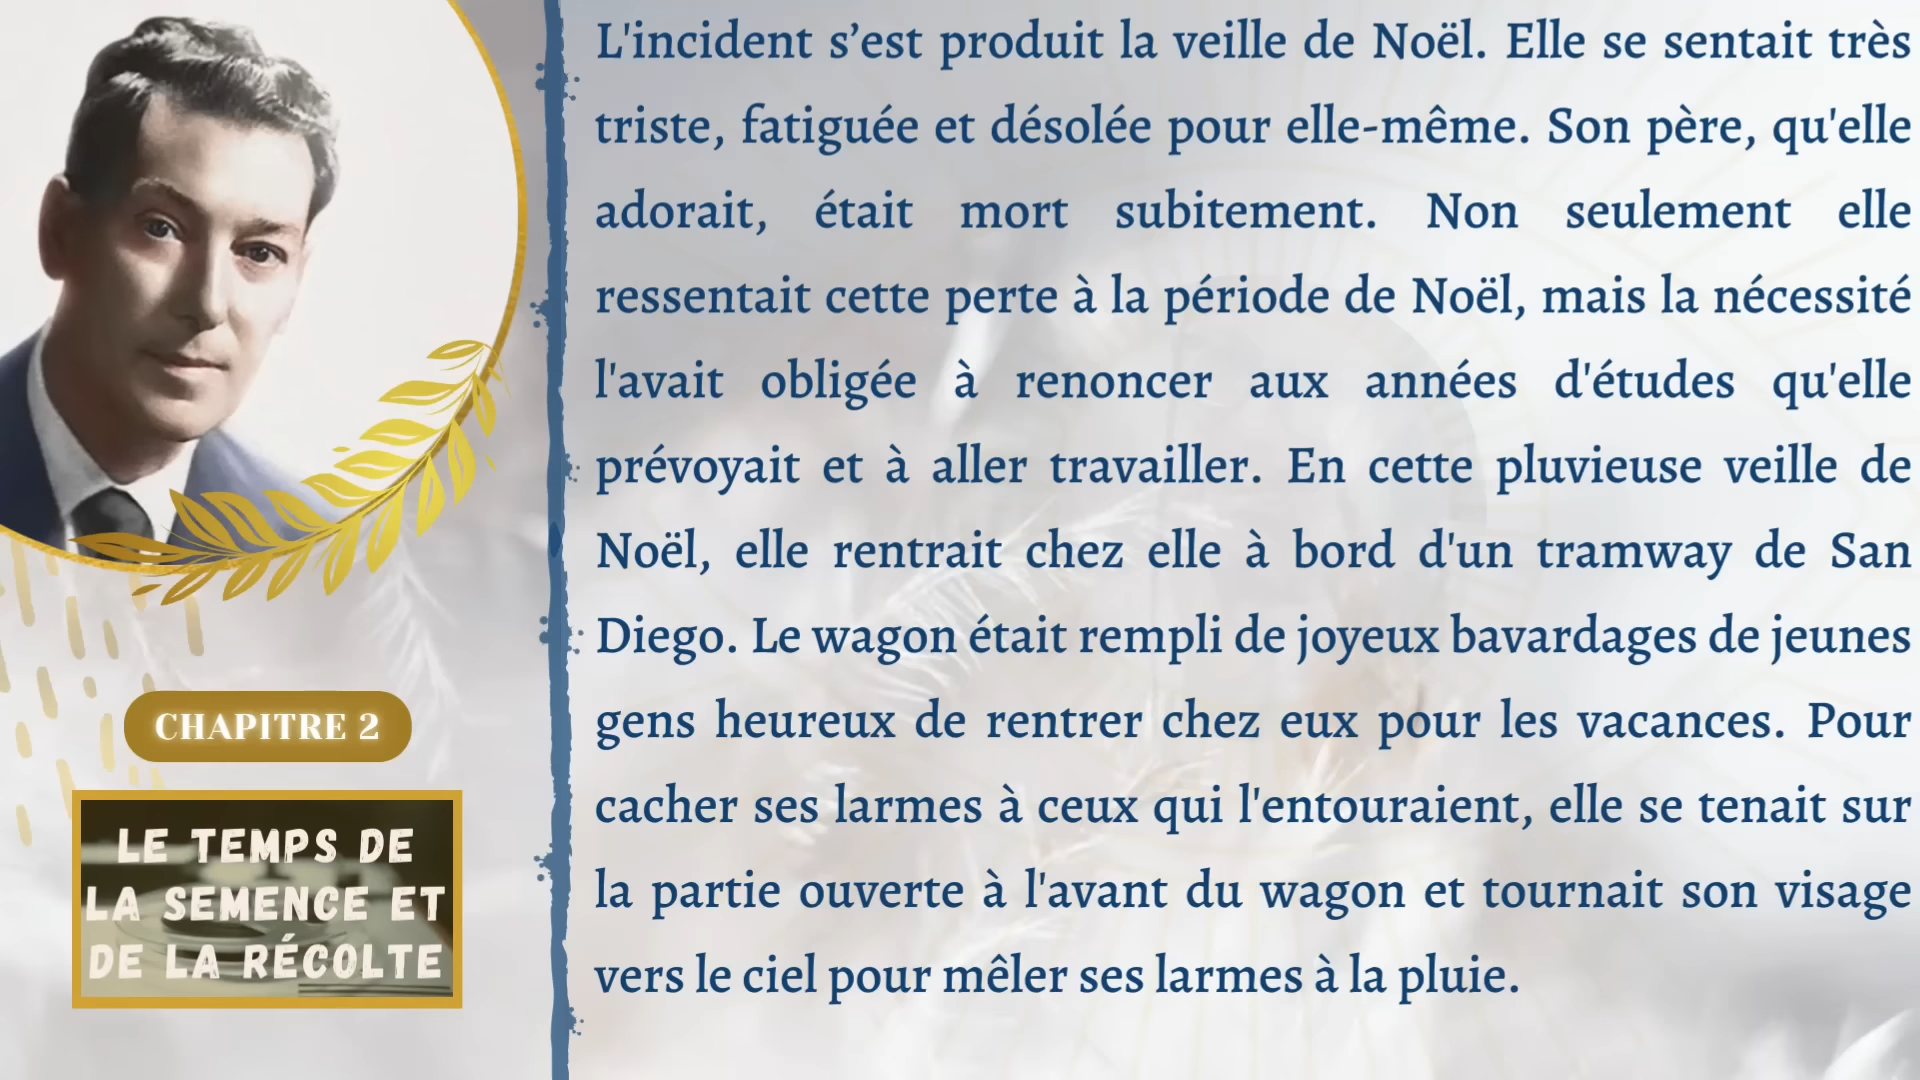 L'incident s’est produit la veille de Noël. Elle se sentait très
triste, fatiguée et désolée pour elle-même. Son père, qu'elle
adorait, était mort subitement. Non seulement elle
ressentait cette perte à la période de Noël, mais la nécessité
l'avait obligée à renoncer aux années d'études qu'elle
prévoyait et à aller travailler. En cette pluvieuse veille de
Noël, elle rentrait chez elle à bord d'un tramway de San
Diego. Le wagon était rempli de joyeux bavardages de jeunes
gens heureux de rentrer chez eux pour les vacances. Pour
cacher ses larmes à ceux qui l'entouraient, elle se tenait sur
la partie ouverte à l'avant du wagon et tournait son visage
vers le ciel pour mêler ses larmes à la pluie.
CHAPITRE 2
LE TEMPS DE
LA SEMENCE ET
DE LA RÉCOLTE